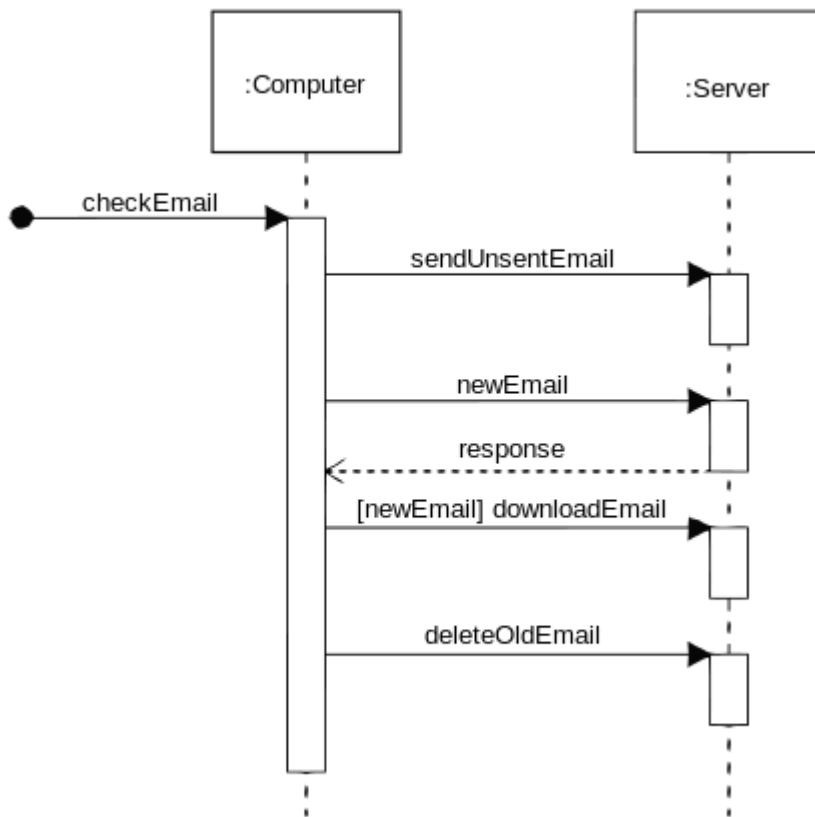 :Computer
:Server
checkEmail
sendUnsentEmail
newEmail
response
[newEmail] downloadEmail
deleteOldEmail